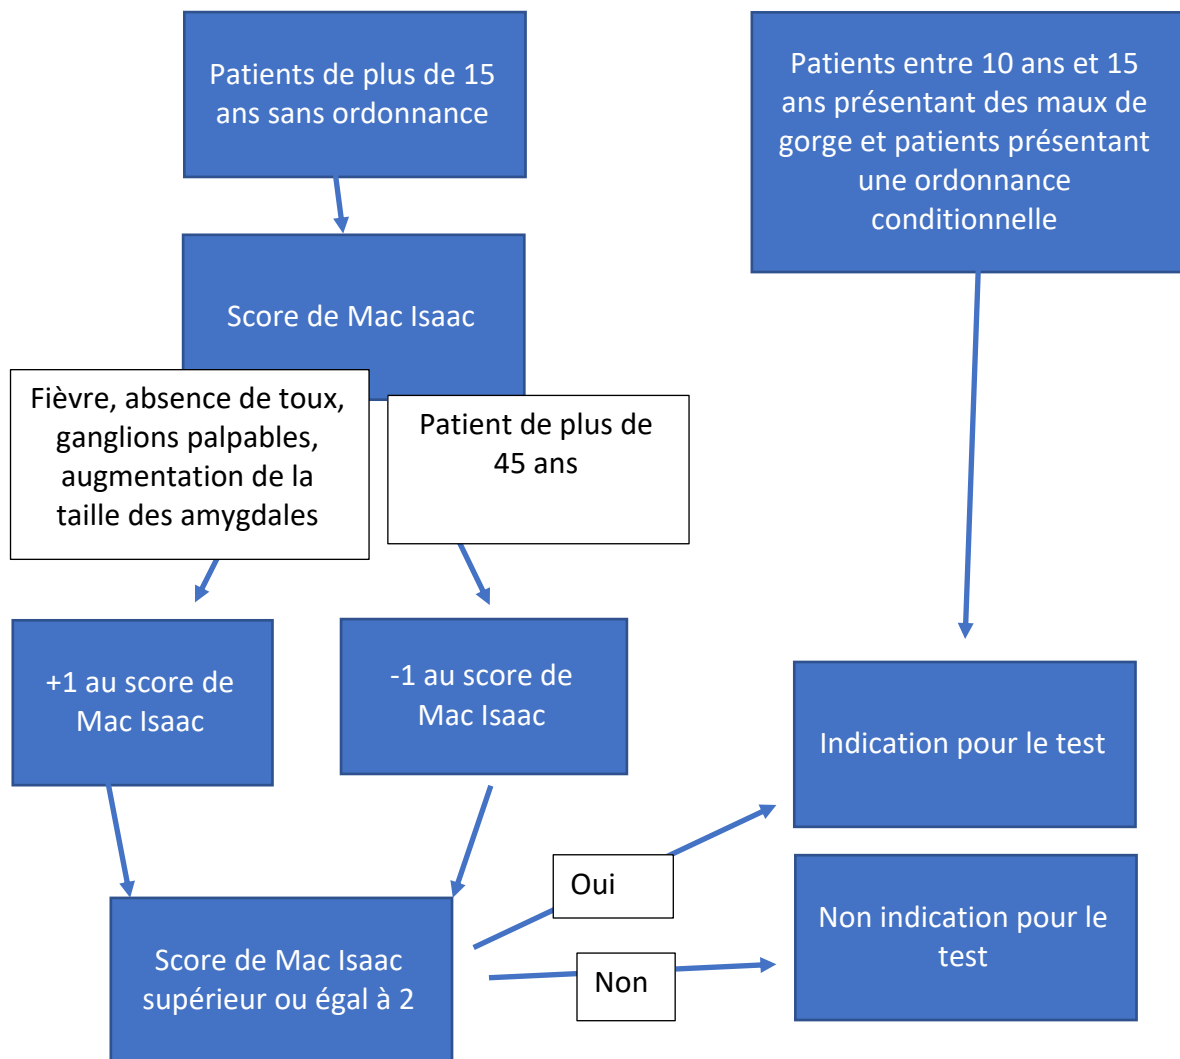 Patients de plus de 15
ans sans ordonnance
Patients entre 10 ans et 15
ans présentant des maux de
gorge et patients présentant
une ordonnance
conditionnelle
Score de Mac Isaac
Fièvre, absence de toux,
ganglions palpables,
augmentation de la
taille des amygdales
Patient de plus de
45 ans
+1 au score de
Mac Isaac
-1 au score de
Mac Isaac
Indication pour le test
Oui
Non indication pour le
test
Score de Mac Isaac
supérieur ou égal à 2
Non